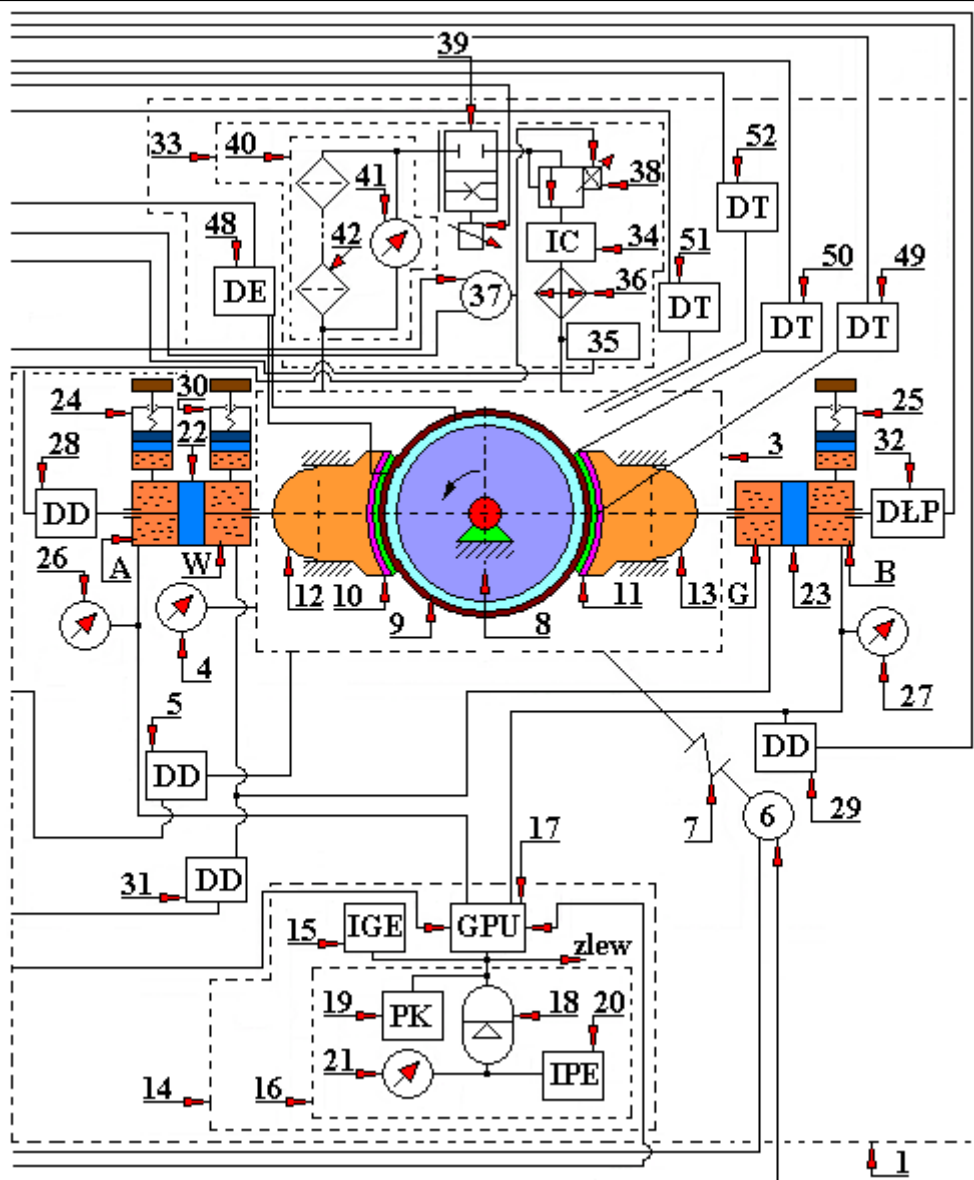 39
33 40 52
41 38
48 42 DT
DE IC 34 51
50 49
37 36
DT DT DT
35
24 30 25
28 22 3 32
DD DŁP
A W
26 12 10 11 13 G 23 B
9 8
4
27
5
DD DD
6
7 29
17
31 DD
15 IGE GPU
zlew
20
19 PK 18
21 IPE
14 16
1